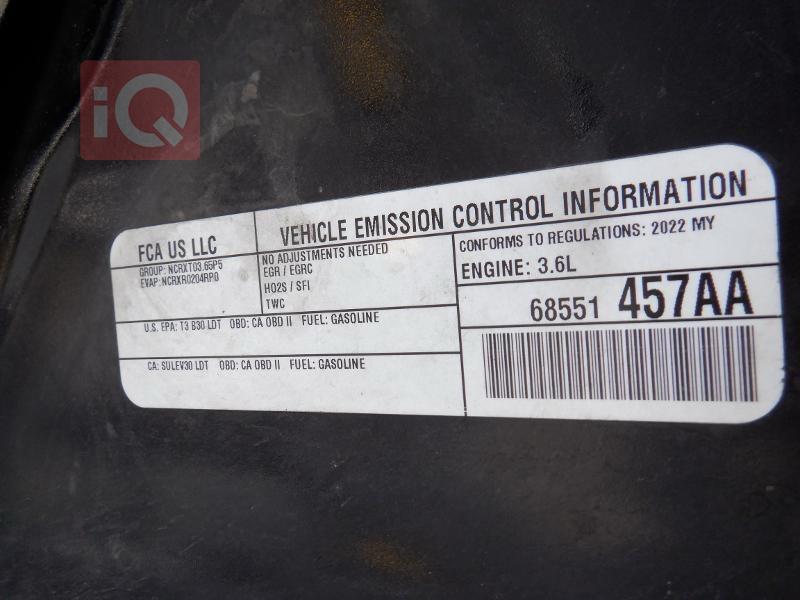 iQ
FCA US LLC
GROUP: NCRXT03.65P5
EVAP: NCRXR0204RP0
VEHICLE EMISSION CONTROL INFORMATION
NO ADJUSTMENTS NEEDED
EGR / EGRC
HO2S / SFI
TWC
CONFORMS TO REGULATIONS: 2022 MY
ENGINE: 3.6L
68551 457AA
U.S. EPA: T3 B30 LDT OBD: CA OBD II FUEL: GASOLINE
CA: SULEV30 LDT OBD: CA OBD II FUEL: GASOLINE